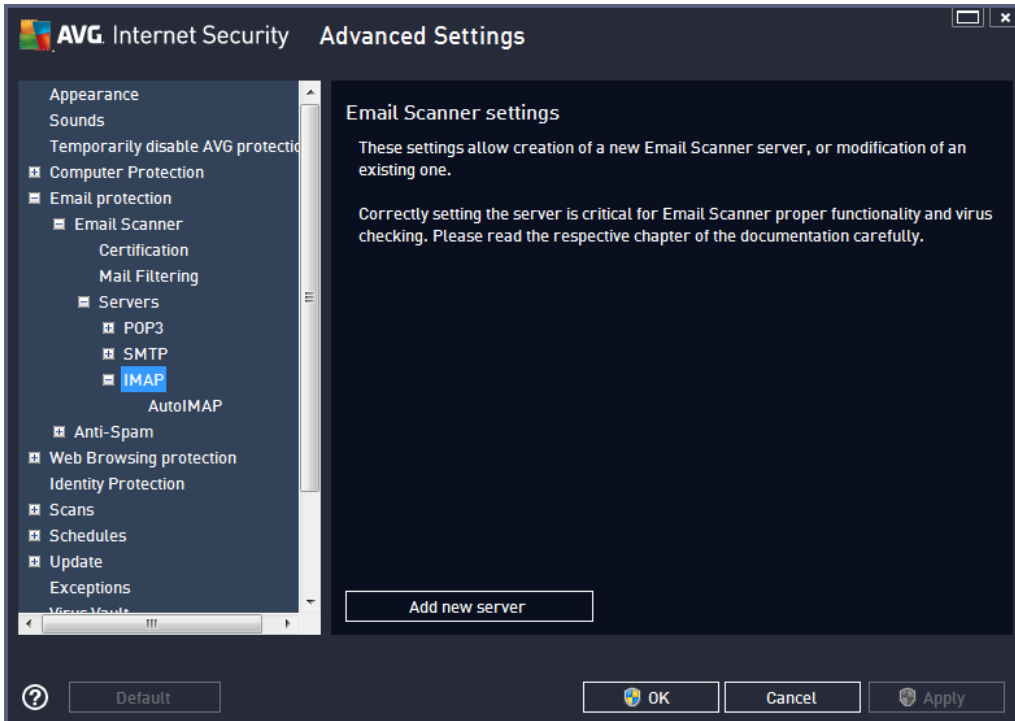 AVG. Internet Security Advanced Settings
Appearance
Sounds
Temporarily disable AVG protectio
Computer Protection
Email protection
Email Scanner
Certification
Mail Filtering
Servers
POP3
SMTP
IMAP
AutoIMAP
Anti-Spam
Web Browsing protection
Identity Protection
Scans
Schedules
Update
Exceptions
Virus Vault
Email Scanner settings
These settings allow creation of a new Email Scanner server, or modification of an
existing one.
Correctly setting the server is critical for Email Scanner proper functionality and virus
checking. Please read the respective chapter of the documentation carefully.
Add new server
Default
OK
Cancel
Apply